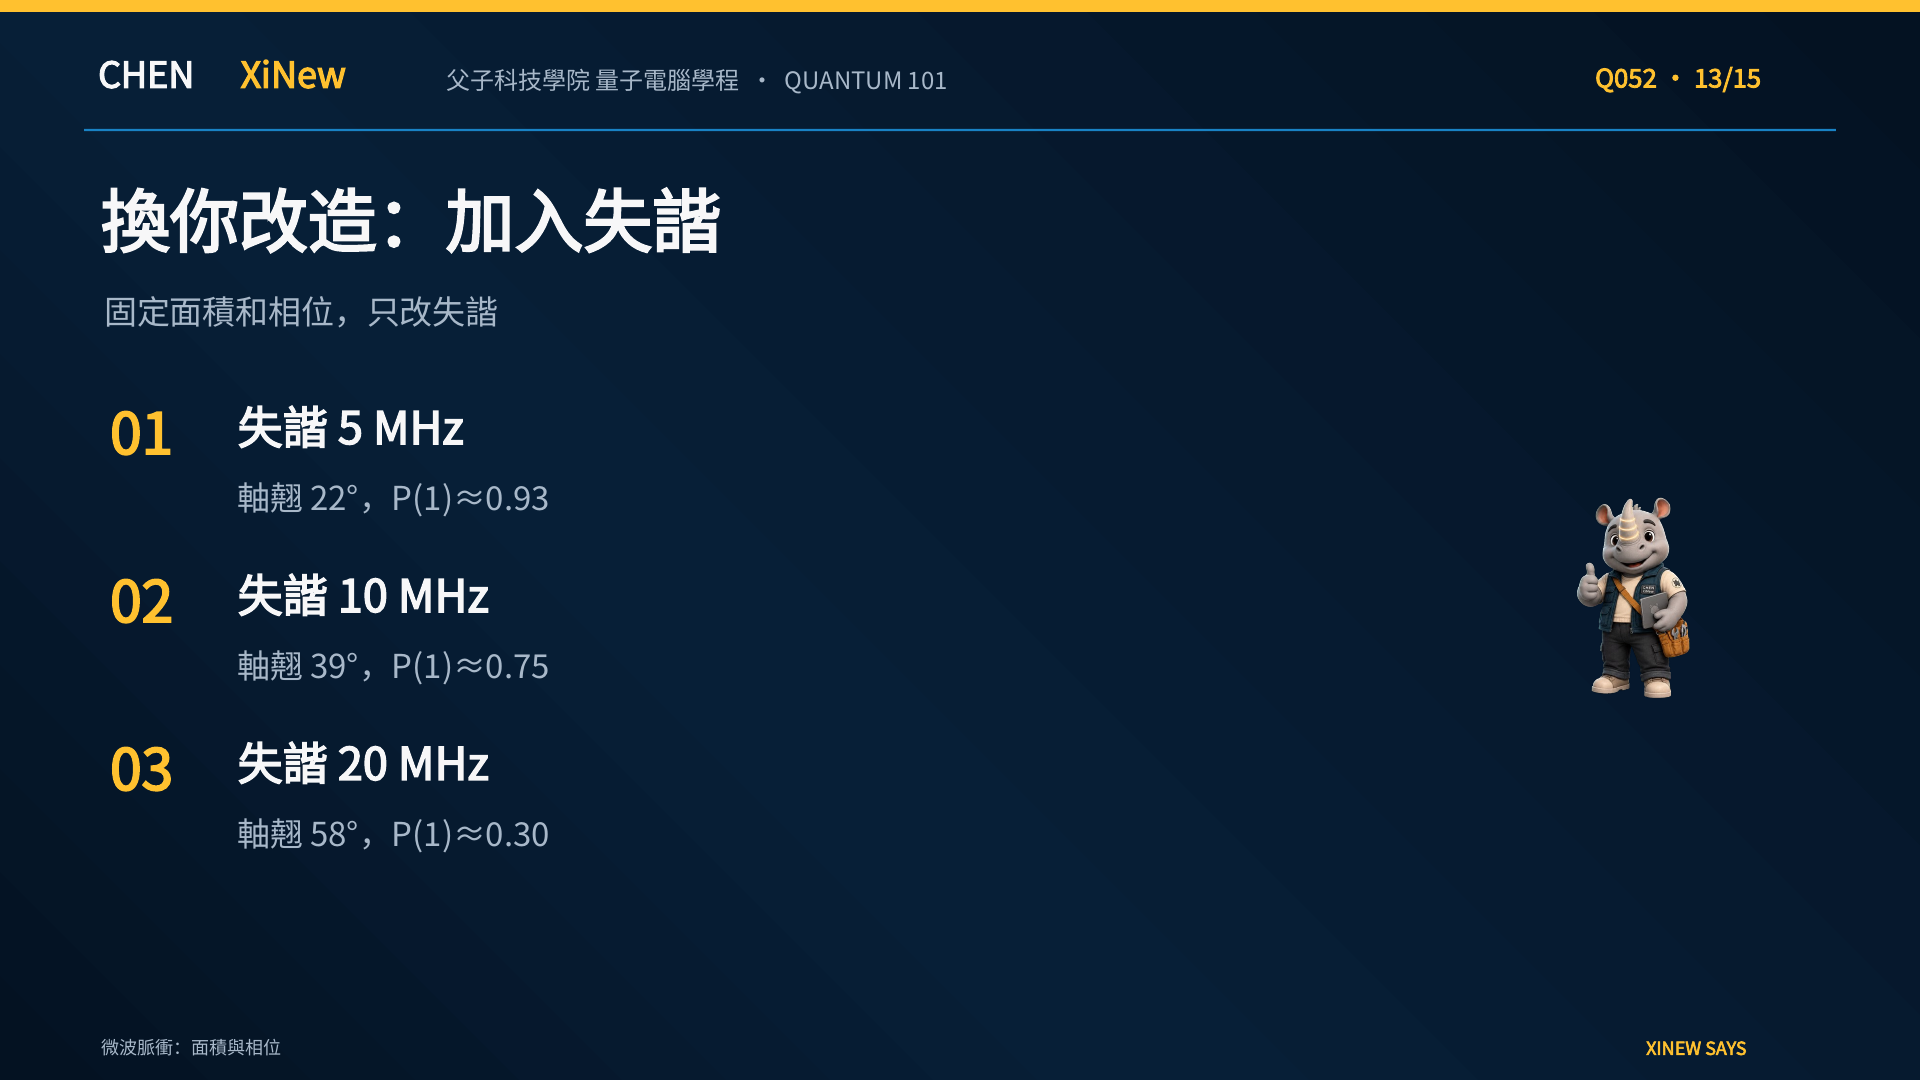 CHEN XiNew 父子科技學院 量子電腦學程 · QUANTUM 101 Q052 · 13/15
換你改造：加入失諧
固定面積和相位，只改失諧
01 失諧 5 MHz
軸翹 22°，P(1)≈0.93
02 失諧 10 MHz
軸翹 39°，P(1)≈0.75
03 失諧 20 MHz
軸翹 58°，P(1)≈0.30
微波脈衝：面積與相位 XINEW SAYS